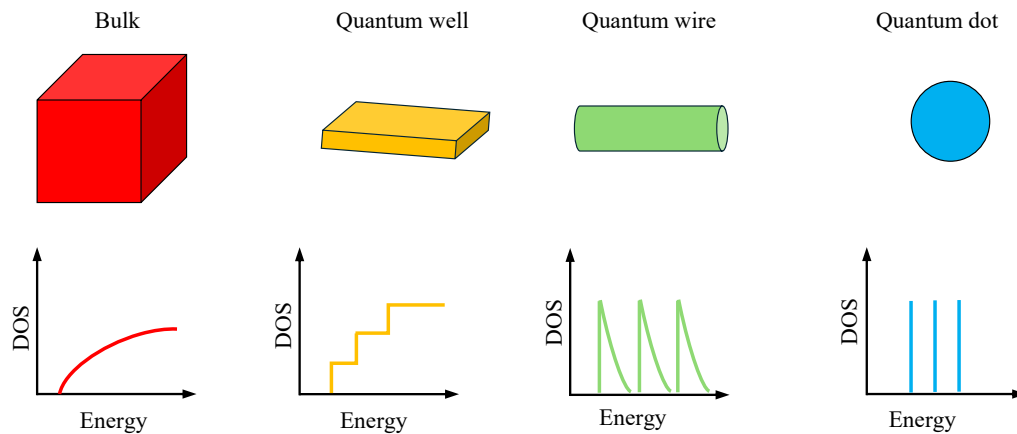 Bulk
Quantum well
Quantum wire
Quantum dot
DOS
Energy
DOS
Energy
DOS
Energy
DOS
Energy